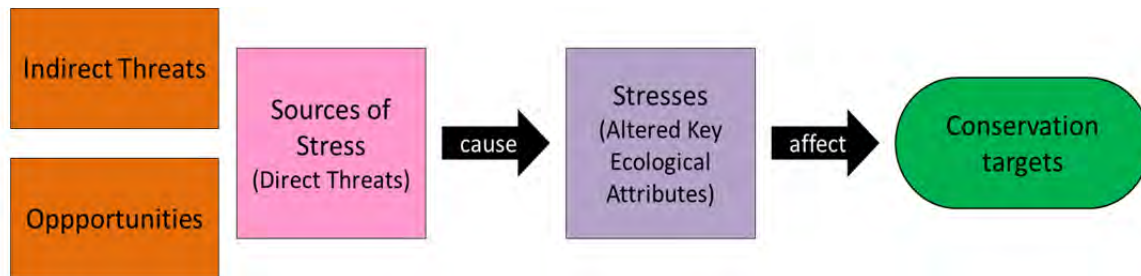 Indirect Threats
Oppportunities
Sources of
Stress
(Direct Threats)
cause
Stresses
(Altered Key
Ecological
Attributes)
affect
Conservation
targets